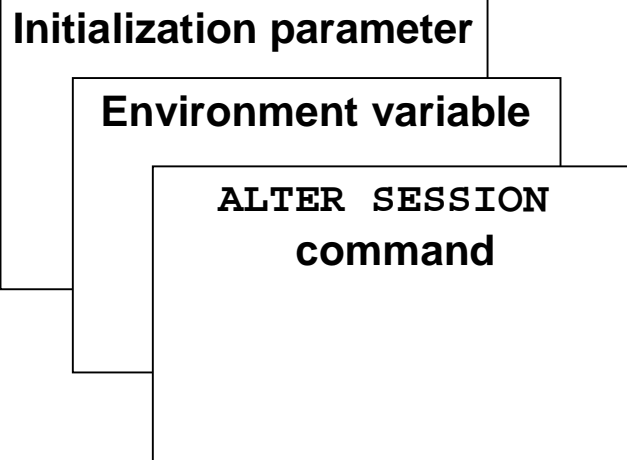 Initialization parameter
Environment variable
ALTER SESSION
command